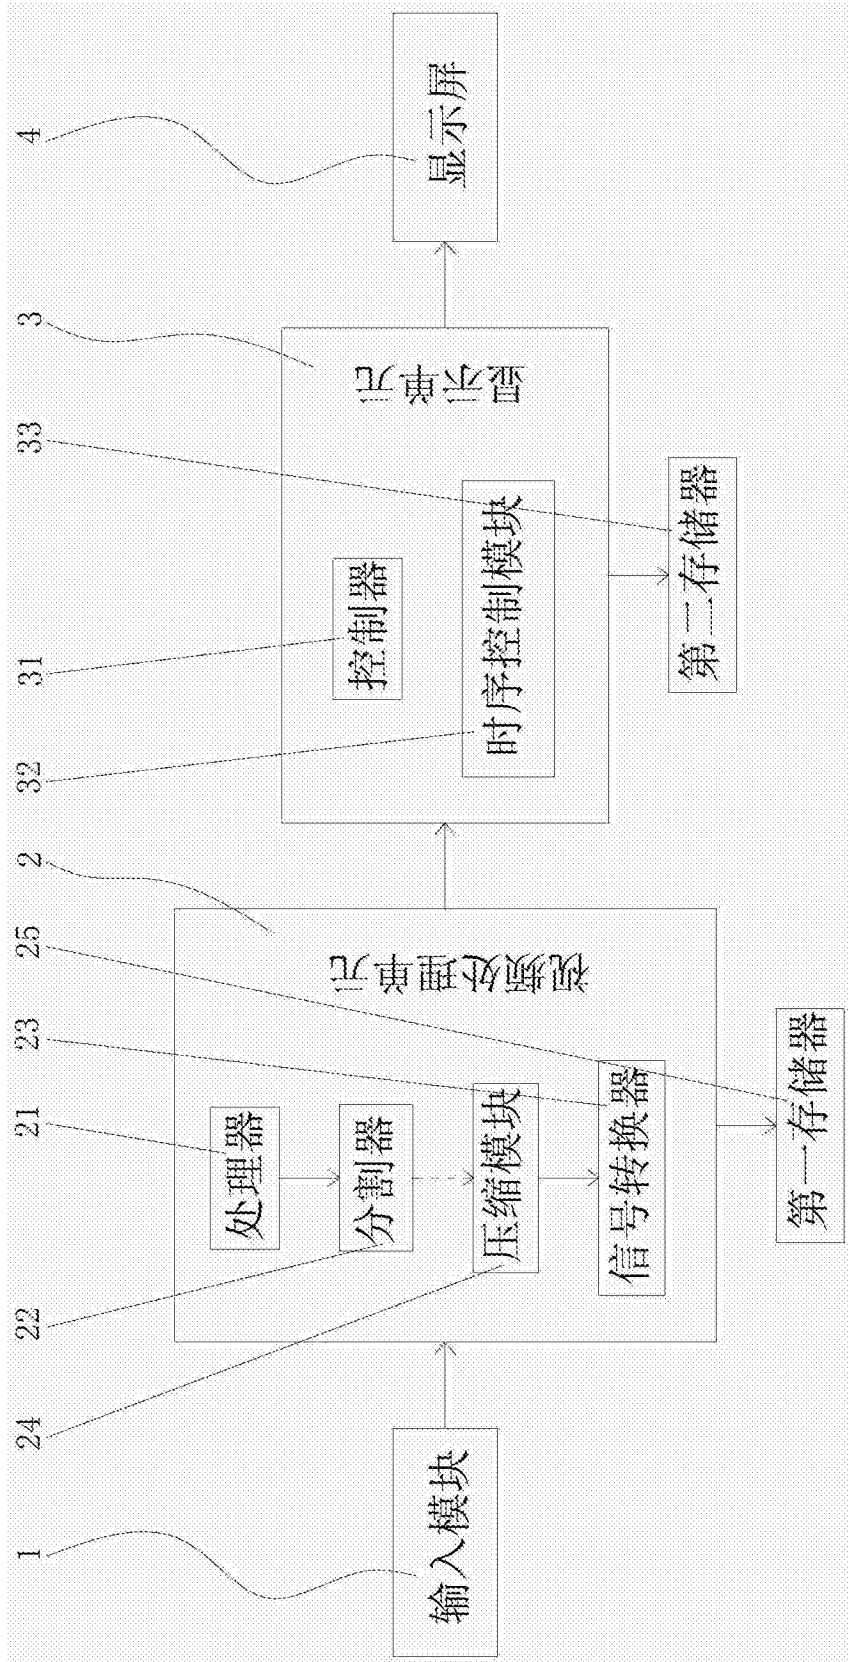 1
24
22
21
23
25
2
32
31
33
3
4
输入模块
视频处理单元
处理器
分割器
压缩模块
信号转换器
第一存储器
显示单元
控制器
时序控制模块
第二存储器
显示屏